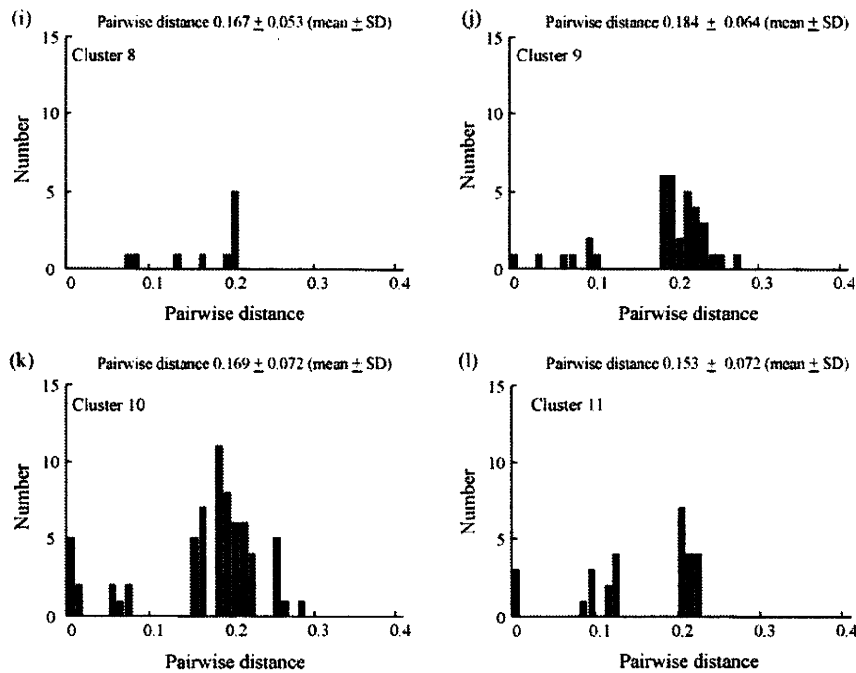 (i) Pairwise distance 0.167 ± 0.053 (mean ± SD)
15
Cluster 8
10
Number
5
0
0 0.1 0.2 0.3 0.4
Pairwise distance
(j) Pairwise distance 0.184 ± 0.064 (mean ± SD)
15
Cluster 9
10
Number
5
0
0 0.1 0.2 0.3 0.4
Pairwise distance
(k) Pairwise distance 0.169 ± 0.072 (mean ± SD)
15
Cluster 10
10
Number
5
0
0 0.1 0.2 0.3 0.4
Pairwise distance
(l) Pairwise distance 0.153 ± 0.072 (mean ± SD)
15
Cluster 11
10
Number
5
0
0 0.1 0.2 0.3 0.4
Pairwise distance